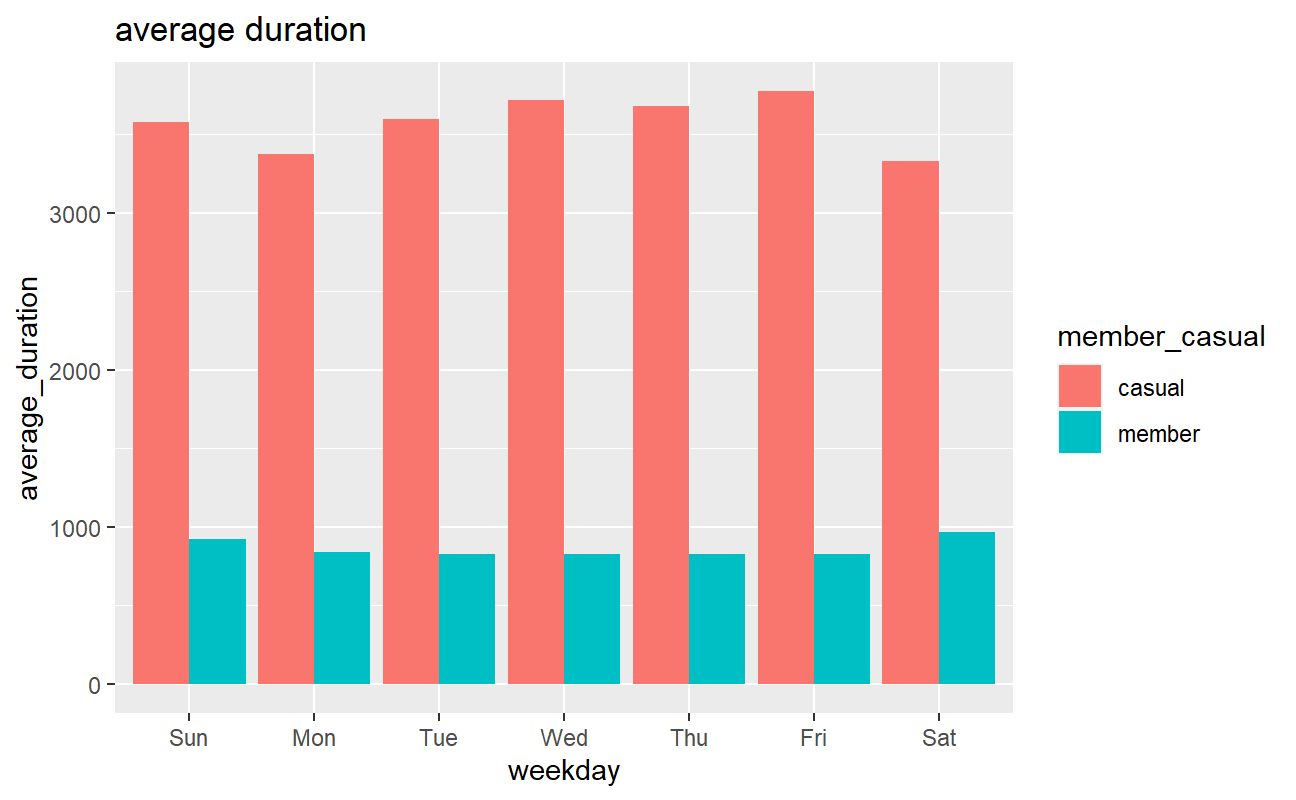 average duration
average_duration
3000
2000
1000
0
Sun Mon Tue Wed Thu Fri Sat
weekday
member_casual
casual
member